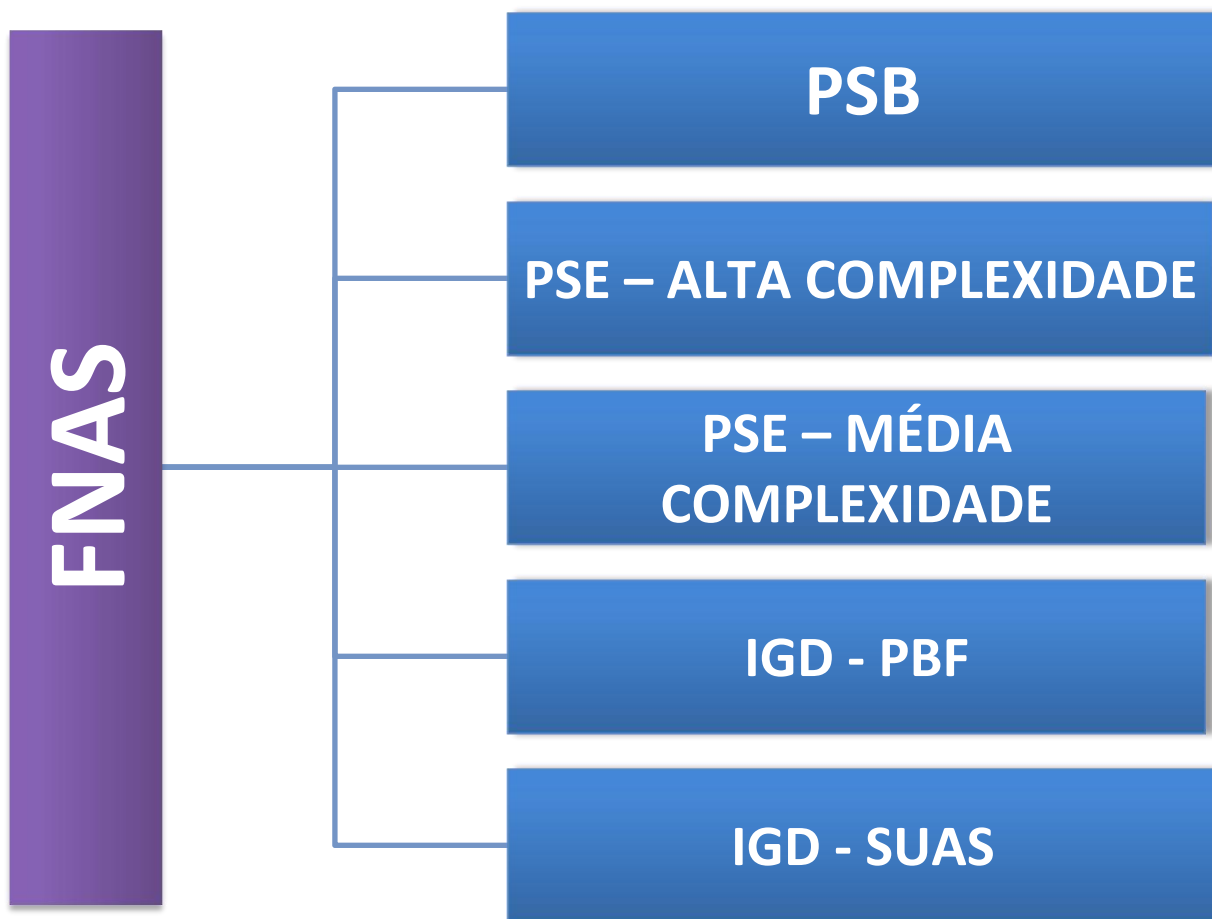 FNAS
PSB
PSE – ALTA COMPLEXIDADE
PSE – MÉDIA
COMPLEXIDADE
IGD - PBF
IGD - SUAS